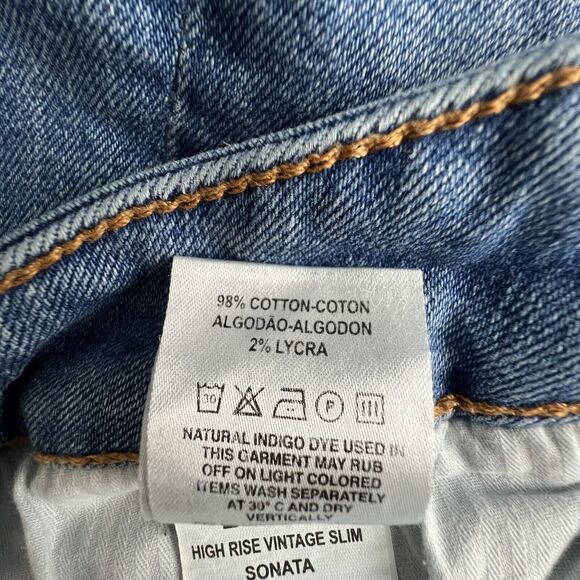 98% COTTON-COTON
ALGODÃO-ALGODON
2% LYCRA
30 P
NATURAL INDIGO DYE USED IN
THIS GARMENT MAY RUB
OFF ON LIGHT COLORED
ITEMS WASH SEPARATELY
AT 30° C AND DRY
VERTICALLY
HIGH RISE VINTAGE SLIM
SONATA